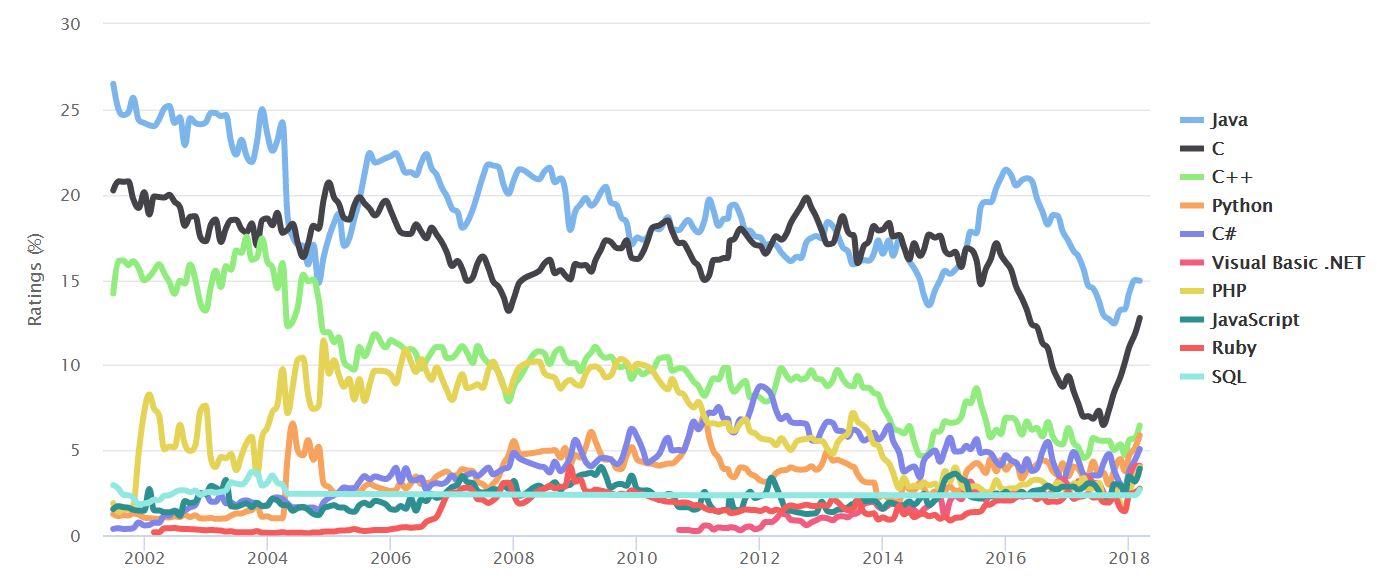 30
25
20
15
10
5
0
Ratings (%)
2002 2004 2006 2008 2010 2012 2014 2016 2018
Java
C
C++
Python
C#
Visual Basic .NET
PHP
JavaScript
Ruby
SQL